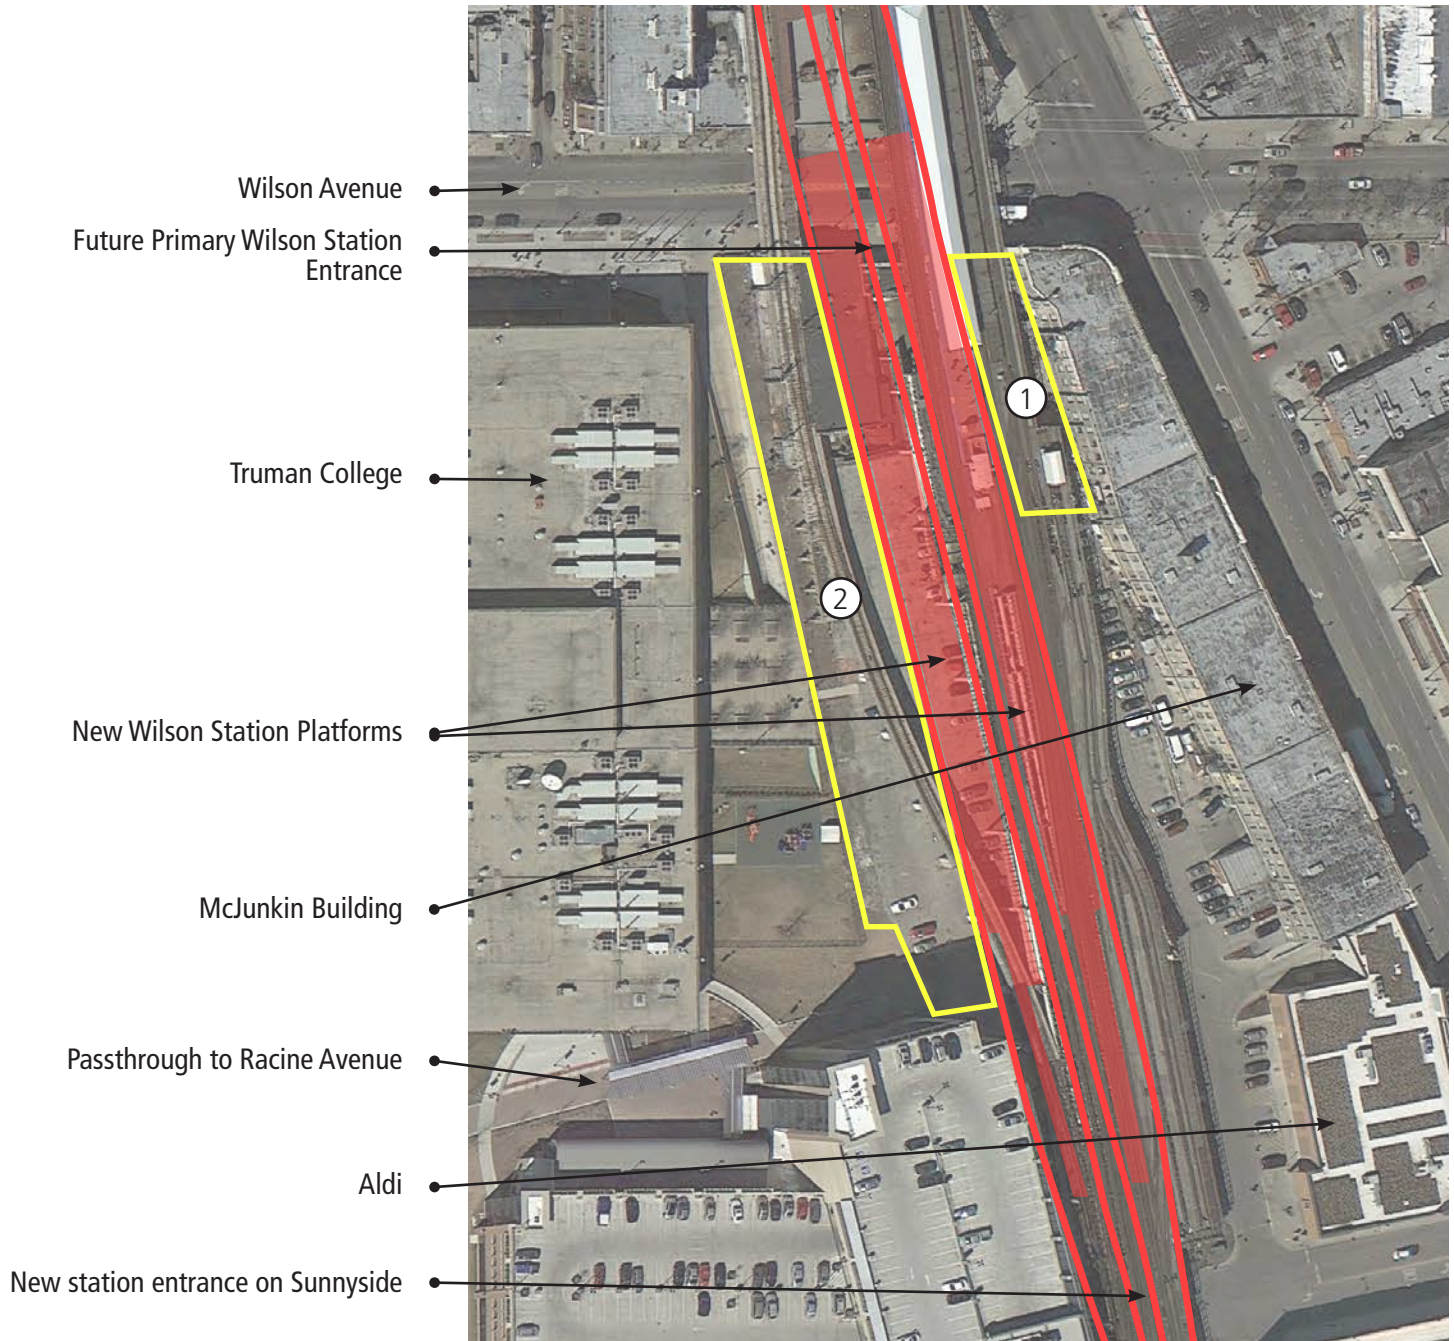 Wilson Avenue
Future Primary Wilson Station
Entrance
1
Truman College
2
New Wilson Station Platforms
McJunkin Building
Passthrough to Racine Avenue
Aldi
New station entrance on Sunnyside